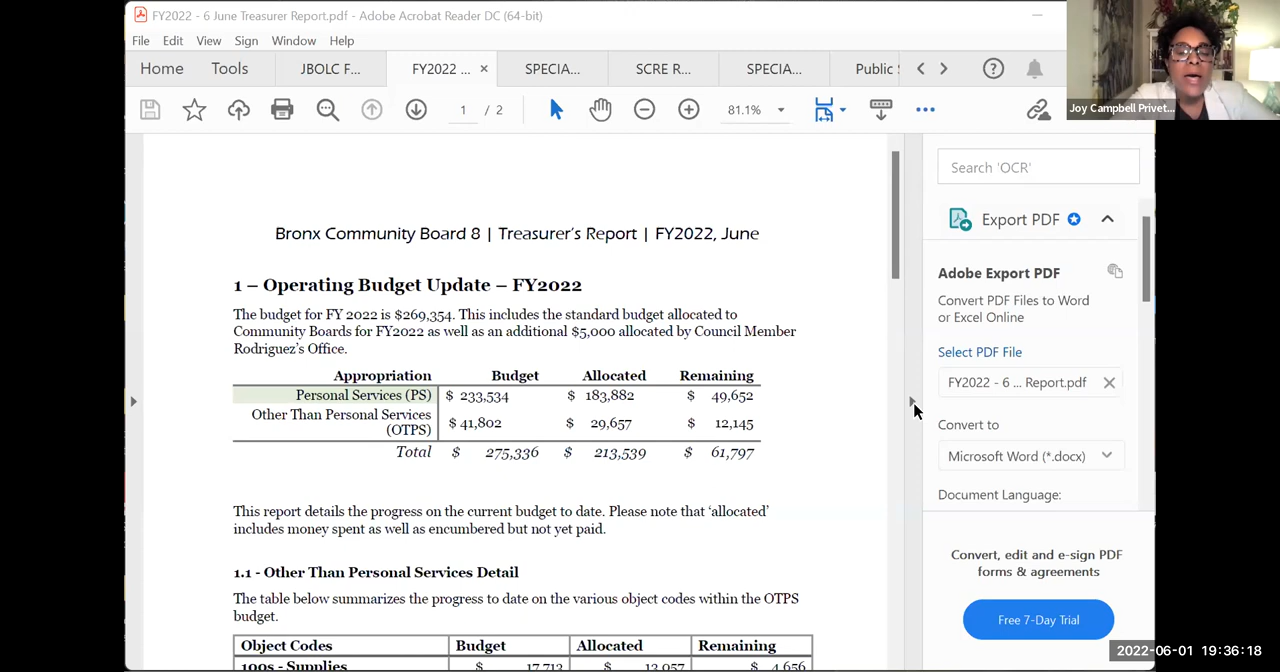 FY2022 - 6 June Treasurer Report.pdf - Adobe Acrobat Reader DC (64-bit)
File Edit View Sign Window Help
Home Tools JBOLC F... FY2022 ... × SPECIA... SCRE R... SPECIA... Public
1 / 2 81.1%
Joy Campbell Privet...
Bronx Community Board 8 | Treasurer's Report | FY2022, June
1 – Operating Budget Update – FY2022
The budget for FY 2022 is $269,354. This includes the standard budget allocated to
Community Boards for FY2022 as well as an additional $5,000 allocated by Council Member
Rodriguez's Office.
Appropriation Budget Allocated Remaining
Personal Services (PS) $ 233,534 $ 183,882 $ 49,652
Other Than Personal Services
(OTPS) $ 41,802 $ 29,657 $ 12,145
Total $ 275,336 $ 213,539 $ 61,797
This report details the progress on the current budget to date. Please note that 'allocated'
includes money spent as well as encumbered but not yet paid.
1.1 - Other Than Personal Services Detail
The table below summarizes the progress to date on the various object codes within the OTPS
budget.
Object Codes Budget Allocated Remaining
100s - Supplies $ 17,713 $ 13,057 $ 4,656
Search 'OCR'
Export PDF
Adobe Export PDF
Convert PDF Files to Word
or Excel Online
Select PDF File
FY2022 - 6 ... Report.pdf
Convert to
Microsoft Word (*.docx)
Document Language:
Convert, edit and e-sign PDF
forms & agreements
Free 7-Day Trial
2022-06-01 19:36:18